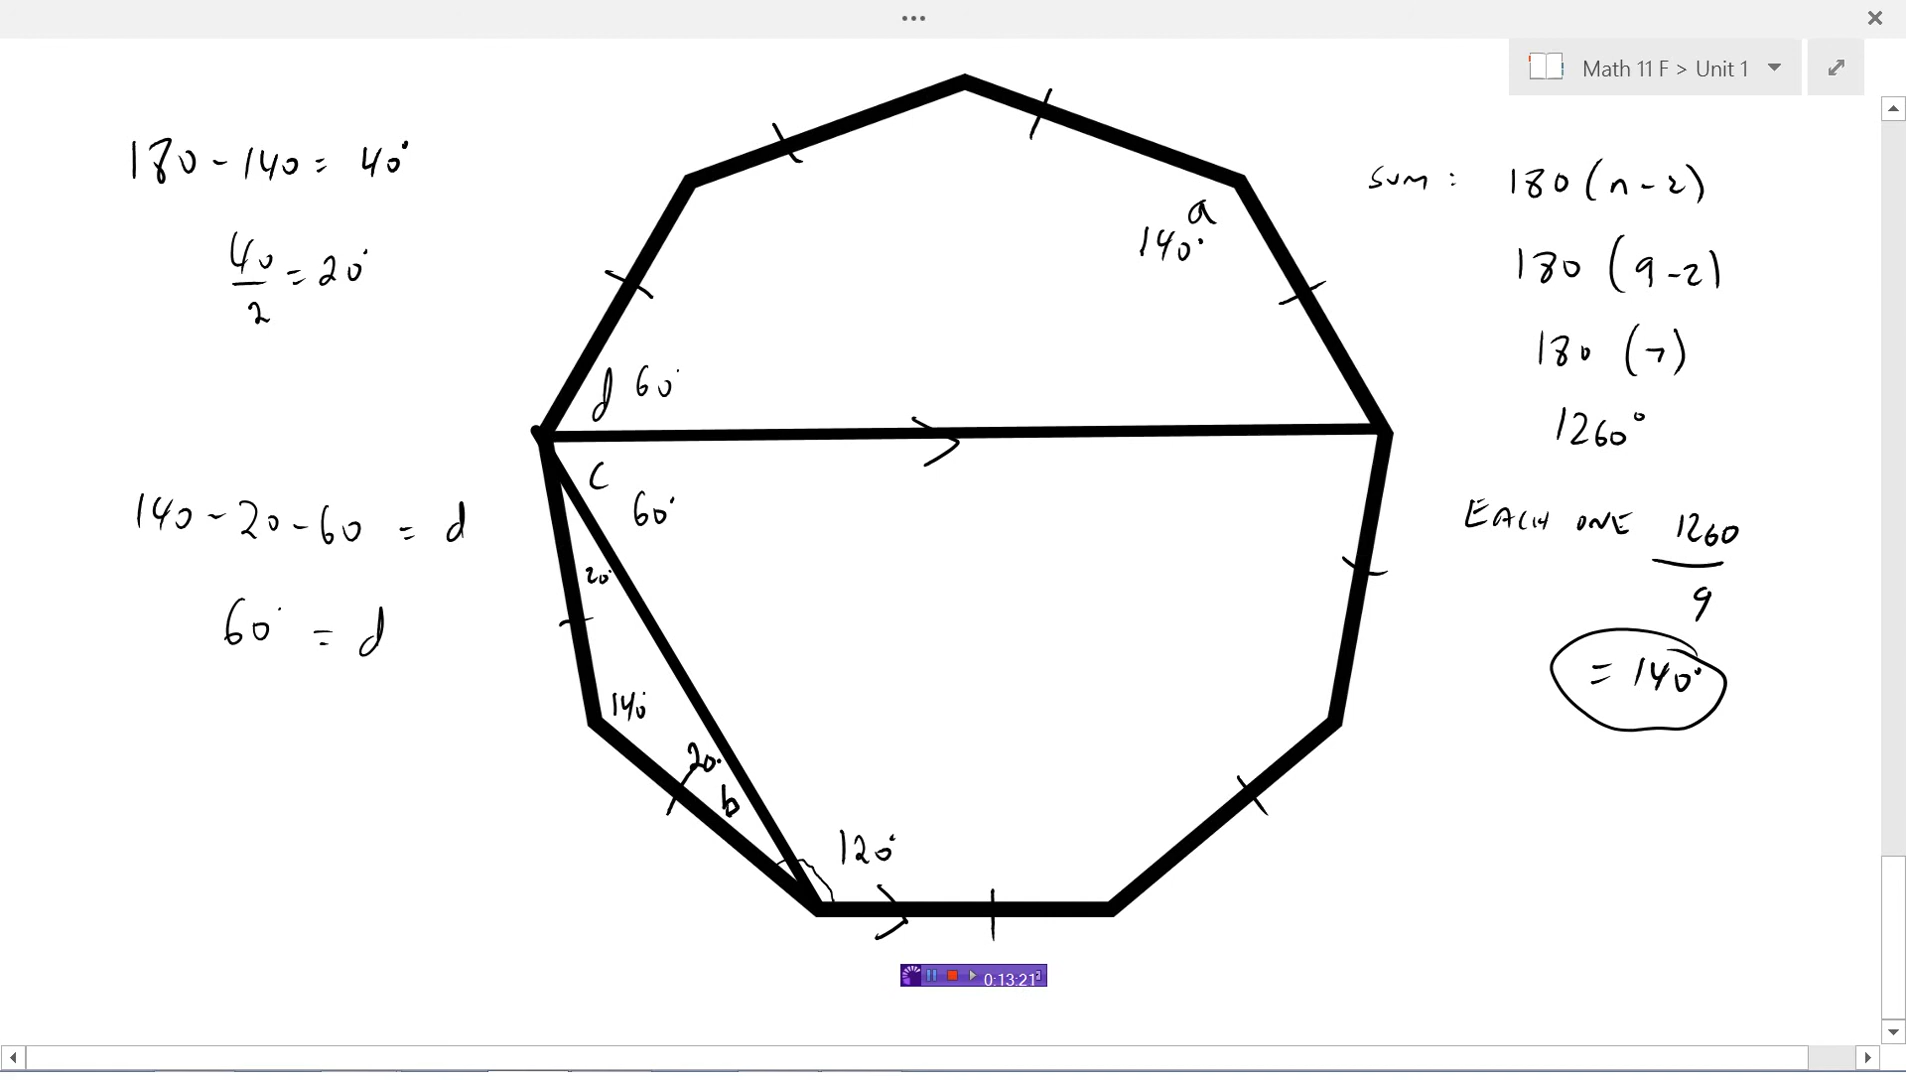 ...
Math 11 F > Unit 1
180 - 140 = 40°
40/2 = 20°
140 - 20 - 60 = d
60° = d
a
140°
d 60°
c
60°
20°
140°
20°
b
120°
sum : 180 (n - 2)
180 (9 - 2)
180 (7)
1260°
EACH ONE 1260
9
= 140°
0:13:21